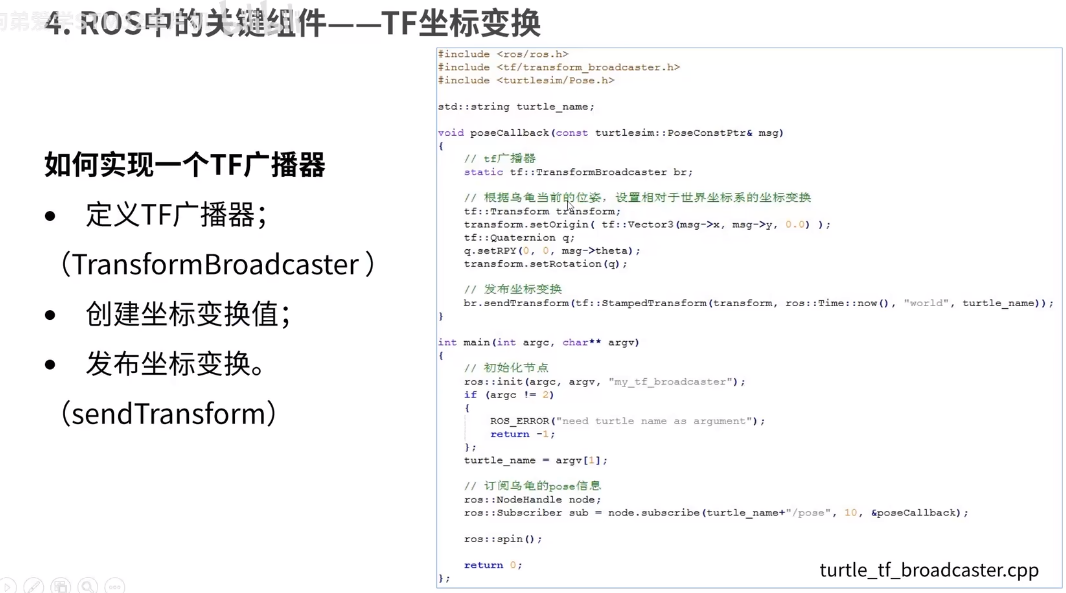 4. ROS中的关键组件——TF坐标变换
如何实现一个TF广播器
• 定义TF广播器；
（TransformBroadcaster ）
• 创建坐标变换值；
• 发布坐标变换。
（sendTransform）
#include <ros/ros.h>
#include <tf/transform_broadcaster.h>
#include <turtlesim/Pose.h>
std::string turtle_name;
void poseCallback(const turtlesim::PoseConstPtr& msg)
{
// tf广播器
static tf::TransformBroadcaster br;
// 根据乌龟当前的位姿，设置相对于世界坐标系的坐标变换
tf::Transform transform;
transform.setOrigin( tf::Vector3(msg->x, msg->y, 0.0) );
tf::Quaternion q;
q.setRPY(0, 0, msg->theta);
transform.setRotation(q);
// 发布坐标变换
br.sendTransform(tf::StampedTransform(transform, ros::Time::now(), "world", turtle_name));
}
int main(int argc, char** argv)
{
// 初始化节点
ros::init(argc, argv, "my_tf_broadcaster");
if (argc != 2)
{
ROS_ERROR("need turtle name as argument");
return -1;
};
turtle_name = argv[1];
// 订阅乌龟的pose信息
ros::NodeHandle node;
ros::Subscriber sub = node.subscribe(turtle_name+"/pose", 10, &poseCallback);
ros::spin();
return 0;
};
turtle_tf_broadcaster.cpp